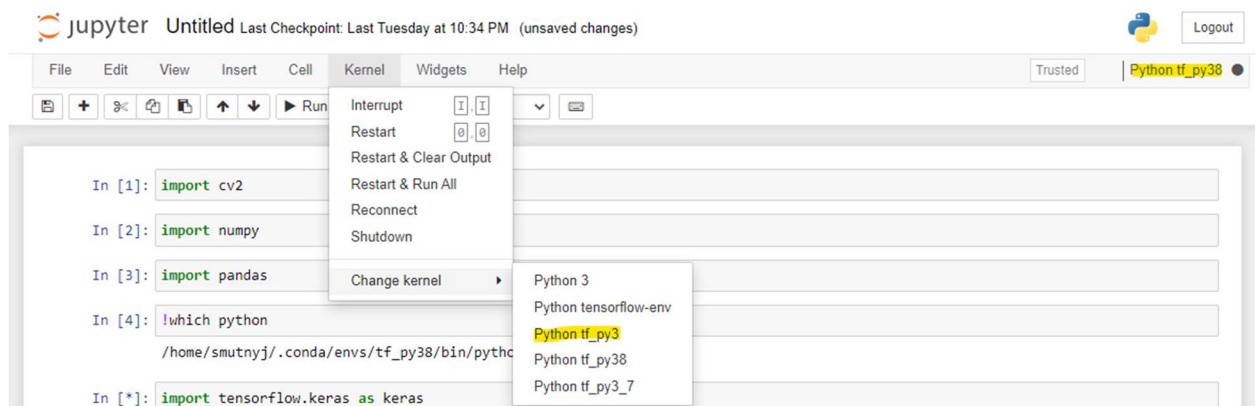 jupyter Untitled Last Checkpoint: Last Tuesday at 10:34 PM (unsaved changes) Logout
File Edit View Insert Cell Kernel Widgets Help Trusted Python tf_py38
Run
Interrupt I,I
Restart 0,0
Restart & Clear Output
Restart & Run All
Reconnect
Shutdown
Change kernel
Python 3
Python tensorflow-env
Python tf_py3
Python tf_py38
Python tf_py3_7
In [1]: import cv2
In [2]: import numpy
In [3]: import pandas
In [4]: !which python
/home/smutnyj/.conda/envs/tf_py38/bin/pytho
In [*]: import tensorflow.keras as keras